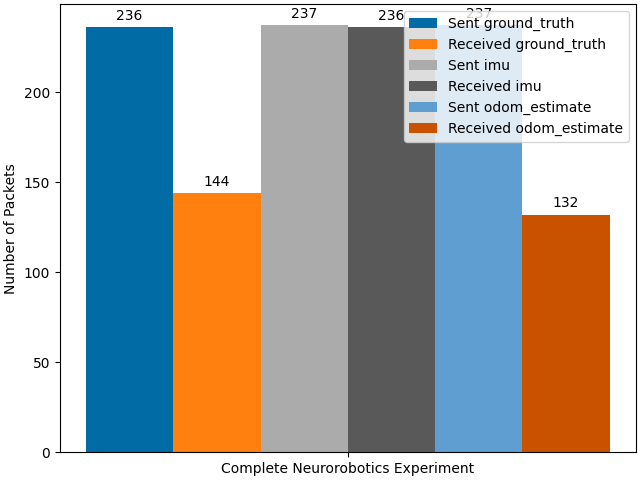 236
237
236
237
Sent ground_truth
Received ground_truth
Sent imu
Received imu
Sent odom_estimate
Received odom_estimate
144
132
200
150
100
50
0
Number of Packets
Complete Neurorobotics Experiment